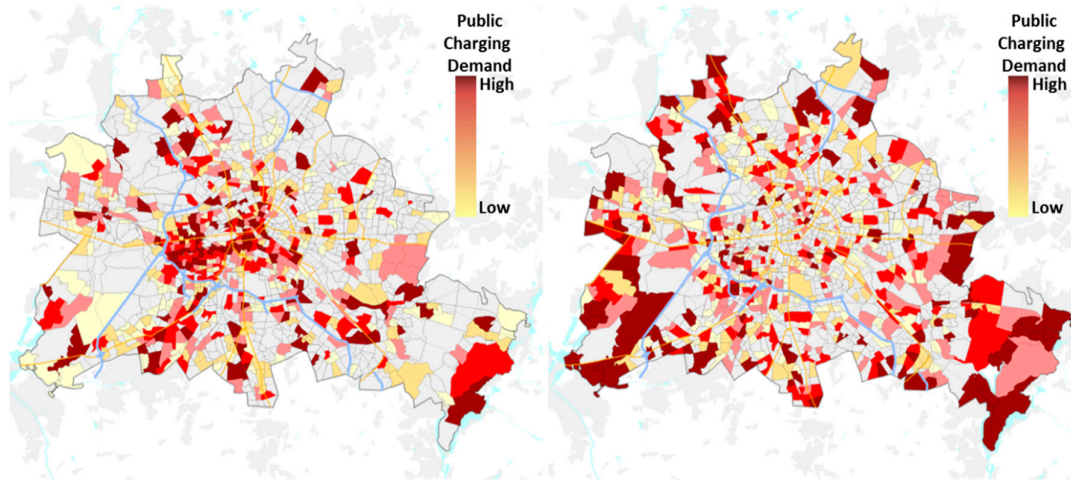 Public
Charging
Demand
High
Low
Public
Charging
Demand
High
Low